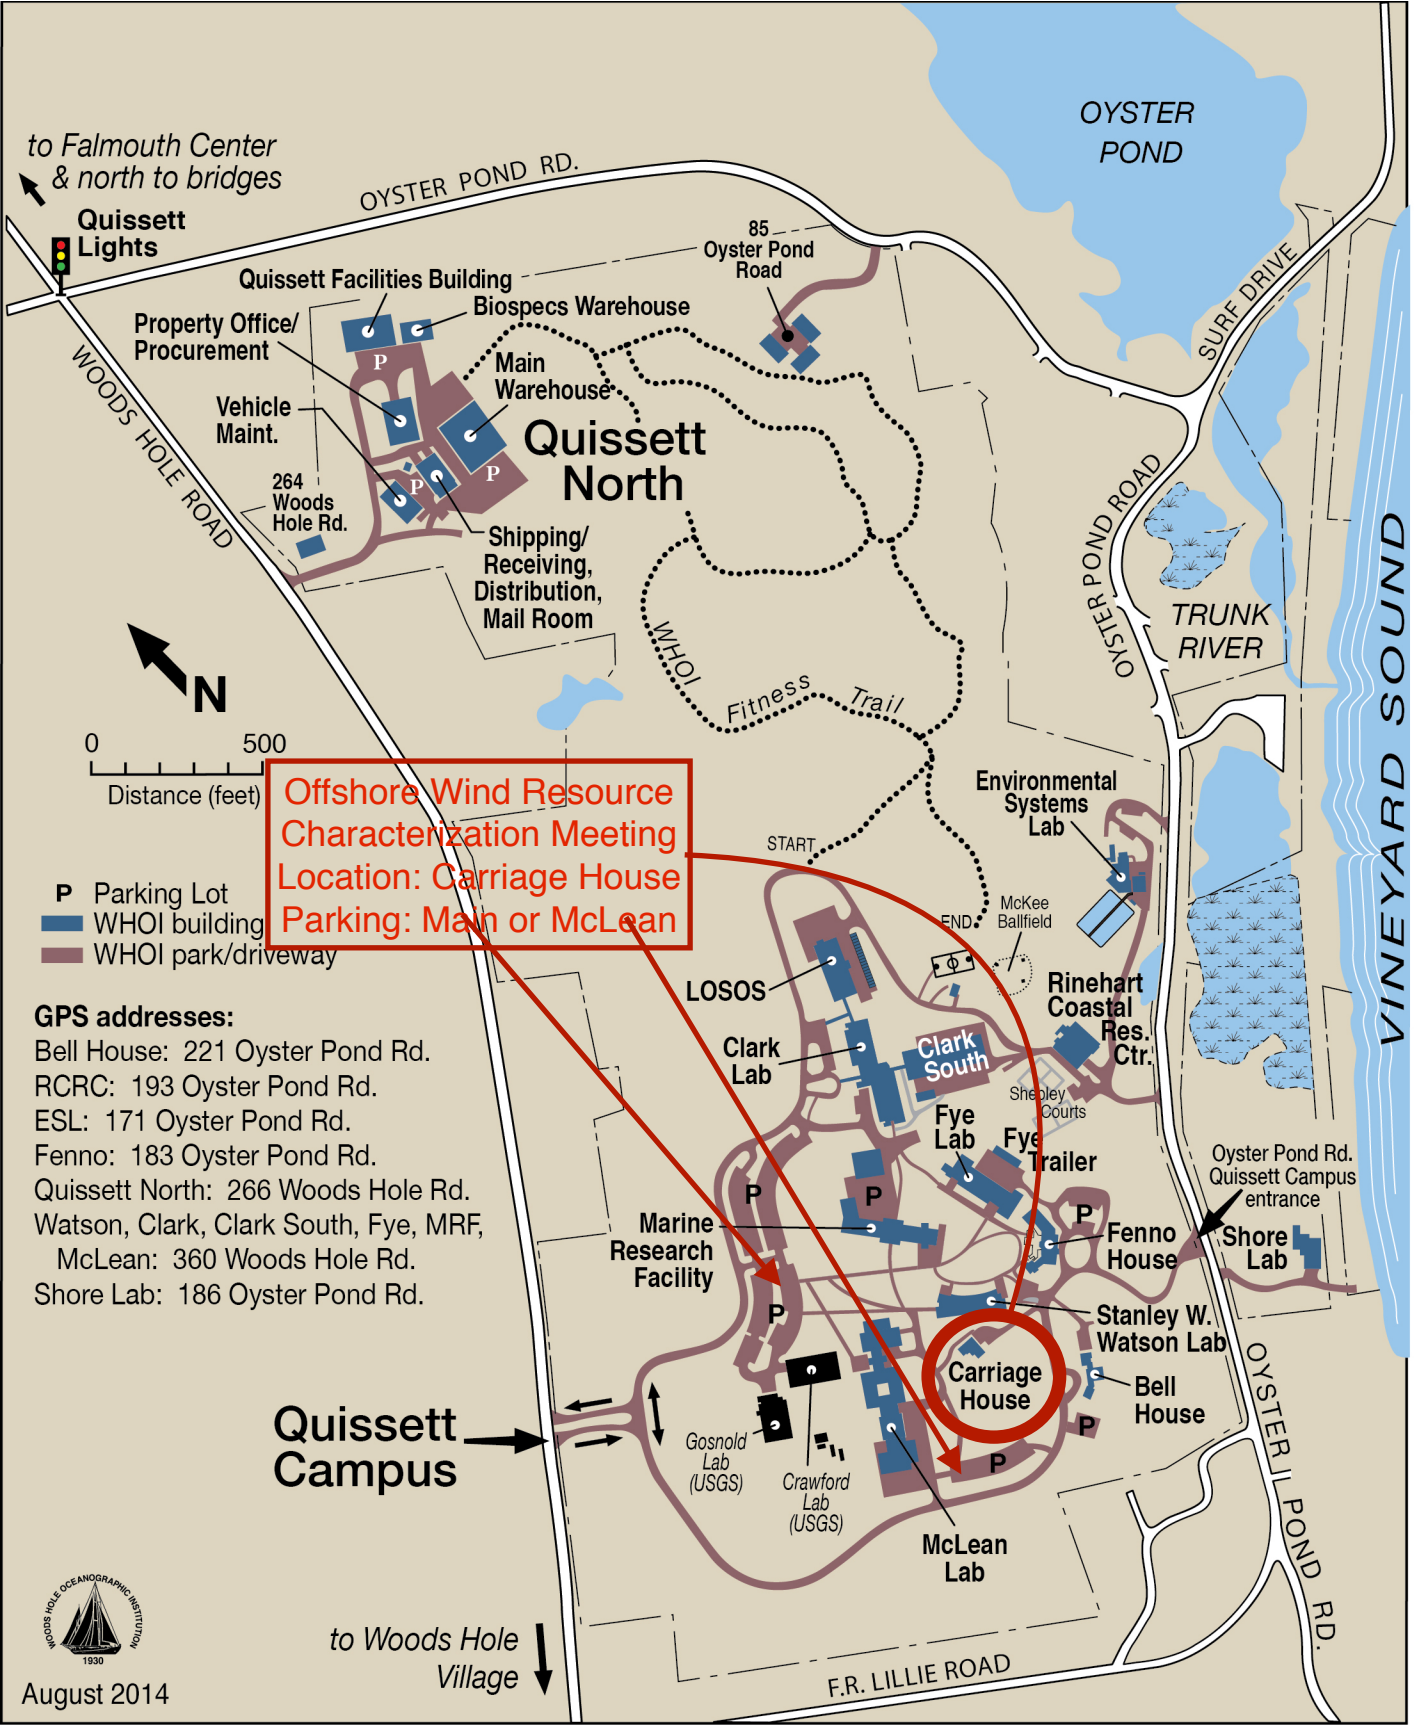 OYSTER
POND
to Falmouth Center
& north to bridges
OYSTER POND RD.
Quissett
Lights
85
Oyster Pond
Road
SURF DRIVE
Quissett Facilities Building
Biospecs Warehouse
Property Office/
Procurement
Main
Warehouse
Vehicle
Maint.
WOODS HOLE ROAD
P
P
P
Quissett
North
264
Woods
Hole Rd.
Shipping/
Receiving,
Distribution,
Mail Room
OYSTER POND ROAD
TRUNK
RIVER
VINEYARD SOUND
WHOI
Fitness
Trail
N
0 500
Distance (feet)
Offshore Wind Resource
Characterization Meeting
Location: Carriage House
Parking: Main or McLean
Environmental
Systems
Lab
START
END
McKee
Ballfield
P Parking Lot
WHOI building
WHOI park/driveway
LOSOS
Rinehart
Coastal
Res.
Ctr.
Clark
Lab
Clark
South
Shepley
Courts
GPS addresses:
Bell House: 221 Oyster Pond Rd.
RCRC: 193 Oyster Pond Rd.
ESL: 171 Oyster Pond Rd.
Fenno: 183 Oyster Pond Rd.
Quissett North: 266 Woods Hole Rd.
Watson, Clark, Clark South, Fye, MRF,
McLean: 360 Woods Hole Rd.
Shore Lab: 186 Oyster Pond Rd.
Fye
Lab
Fye
Trailer
Oyster Pond Rd.
Quissett Campus
entrance
P
P
P
Marine
Research
Facility
Fenno
House
Shore
Lab
P
Stanley W.
Watson Lab
Carriage
House
Bell
House
P
P
OYSTER POND RD.
Quissett
Campus
Gosnold
Lab
(USGS)
Crawford
Lab
(USGS)
McLean
Lab
WOODS HOLE OCEANOGRAPHIC INSTITUTION
1930
August 2014
to Woods Hole
Village
F.R. LILLIE ROAD